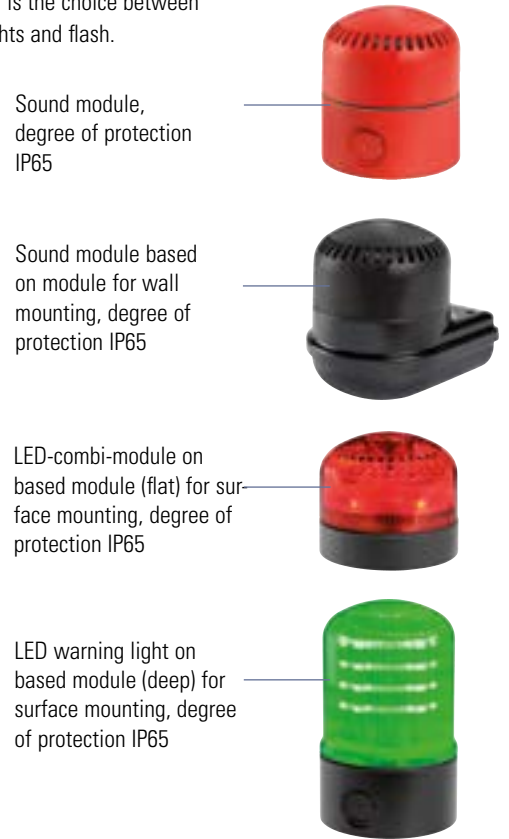 is the choice between
hts and flash.
Sound module,
degree of protection
IP65
Sound module based
on module for wall
mounting, degree of
protection IP65
LED-combi-module on
based module (flat) for sur-
face mounting, degree of
protection IP65
LED warning light on
based module (deep) for
surface mounting, degree
of protection IP65